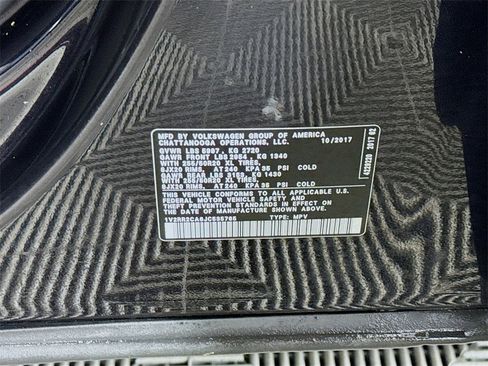 MFD BY VOLKSWAGEN GROUP OF AMERICA
CHATTANOOGA OPERATIONS, LLC. 10/2017
GVWR LBS 5997, KG 2720
GAWR FRONT LBS 2954, KG 1340
WITH 255/50R20 XL TIRES,
8JX20 RIMS, AT 240 KPA 35 PSI COLD
GAWR REAR LBS 3153, KG 1430
WITH 255/50R20 XL TIRES,
8JX20 RIMS, AT 240 KPA 35 PSI COLD
THIS VEHICLE CONFORMS TO ALL APPLICABLE U.S.
FEDERAL MOTOR VEHICLE SAFETY AND
THEFT PREVENTION STANDARDS IN EFFECT ON
THE DATE OF MANUFACTURE SHOWN ABOVE.
TYPE: MPV
2017 02